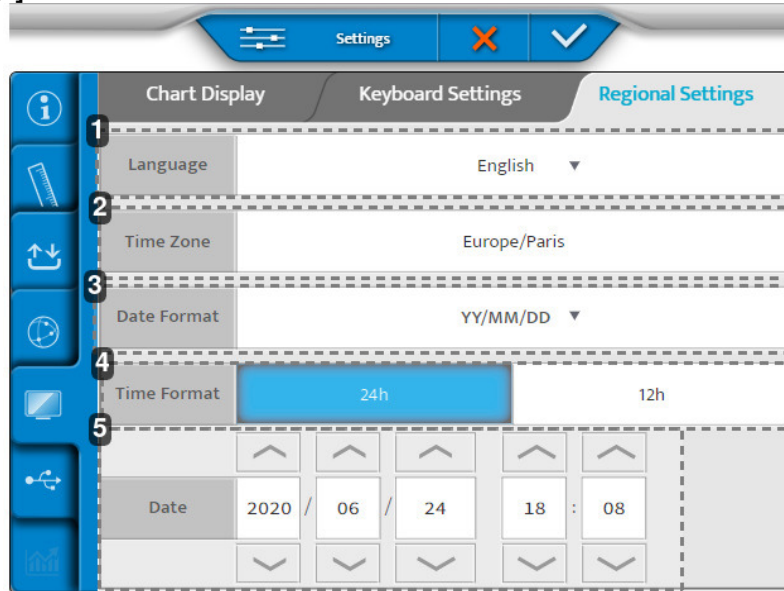 Settings
Chart Display Keyboard Settings Regional Settings
1
Language English ▼
2
Time Zone Europe/Paris
3
Date Format YY/MM/DD ▼
4
Time Format 24h 12h
5
Date 2020 / 06 / 24 18 : 08